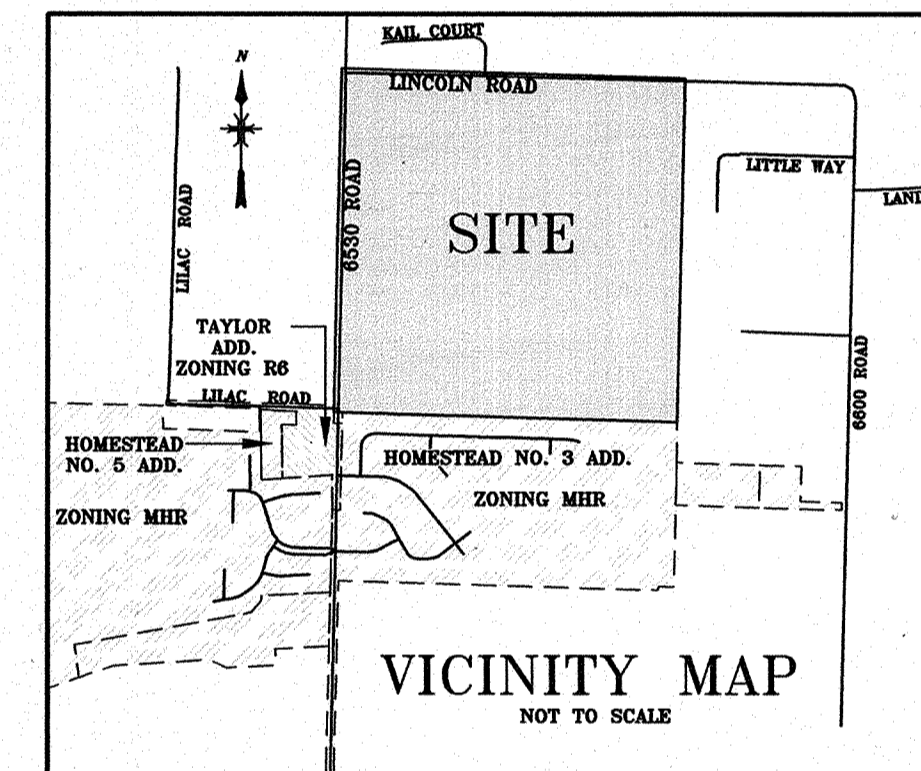 KAIL COURT
N
LINCOLN ROAD
LITTLE WAY
LILAC ROAD
6530 ROAD
SITE
TAYLOR
ADD.
ZONING R6
6600 ROAD
LILAC ROAD
HOMESTEAD
NO. 5 ADD.
HOMESTEAD NO. 3 ADD.
ZONING MHR
ZONING MHR
VICINITY MAP
NOT TO SCALE